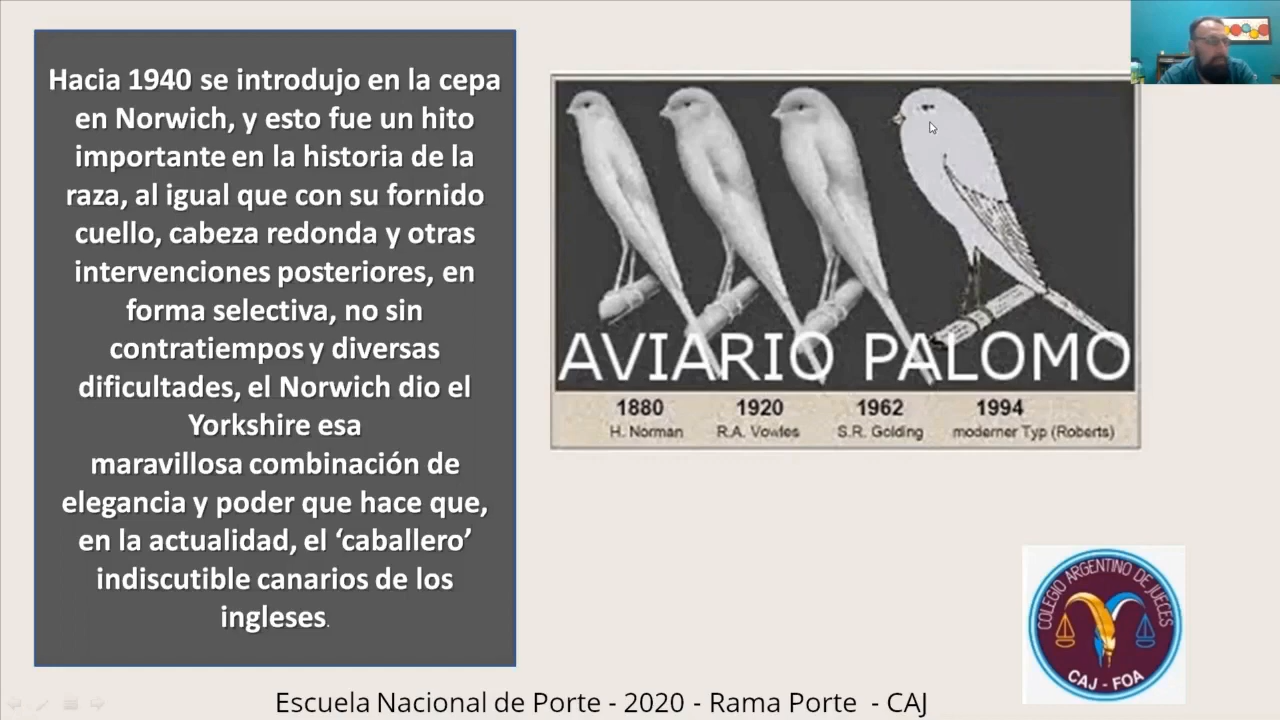 Hacia 1940 se introdujo en la cepa
en Norwich, y esto fue un hito
importante en la historia de la
raza, al igual que con su fornido
cuello, cabeza redonda y otras
intervenciones posteriores, en
forma selectiva, no sin
contratiempos y diversas
dificultades, el Norwich dio el
Yorkshire esa
maravillosa combinación de
elegancia y poder que hace que,
en la actualidad, el ‘caballero’
indiscutible canarios de los
ingleses.
AVIARIO PALOMO
1880 1920 1962 1994
H. Norman R.A. Vowles S.R. Golding moderner Typ (Roberts)
COLEGIO ARGENTINO DE JUECES
CAJ - FOA
Escuela Nacional de Porte - 2020 - Rama Porte - CAJ